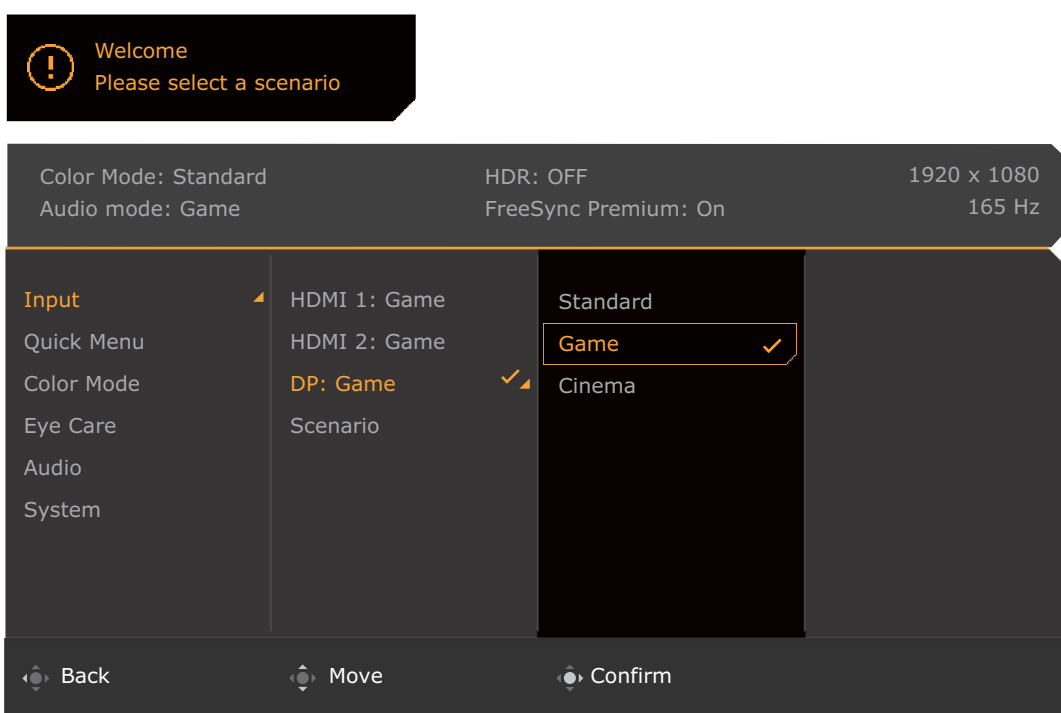 Welcome
Please select a scenario
Color Mode: Standard
Audio mode: Game
HDR: OFF
FreeSync Premium: On
1920 x 1080
165 Hz
Input
Quick Menu
Color Mode
Eye Care
Audio
System
HDMI 1: Game
HDMI 2: Game
DP: Game
Scenario
Standard
Game
Cinema
Back
Move
Confirm